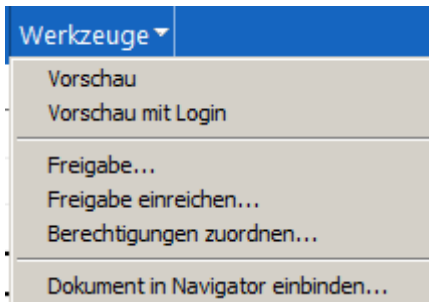 Werkzeuge
Vorschau
Vorschau mit Login
Freigabe...
Freigabe einreichen...
Berechtigungen zuordnen...
Dokument in Navigator einbinden...